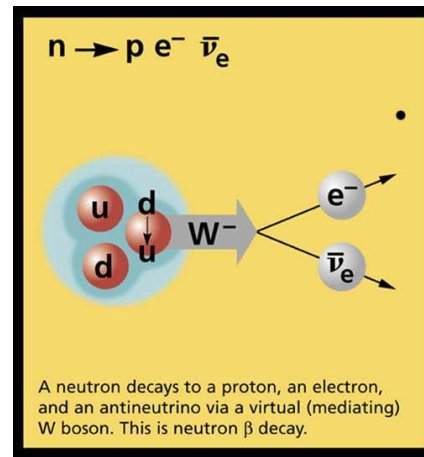 n → p e⁻ ν̄ₑ
u d
u
d
W⁻
e⁻
ν̄ₑ
A neutron decays to a proton, an electron,
and an antineutrino via a virtual (mediating)
W boson. This is neutron β decay.